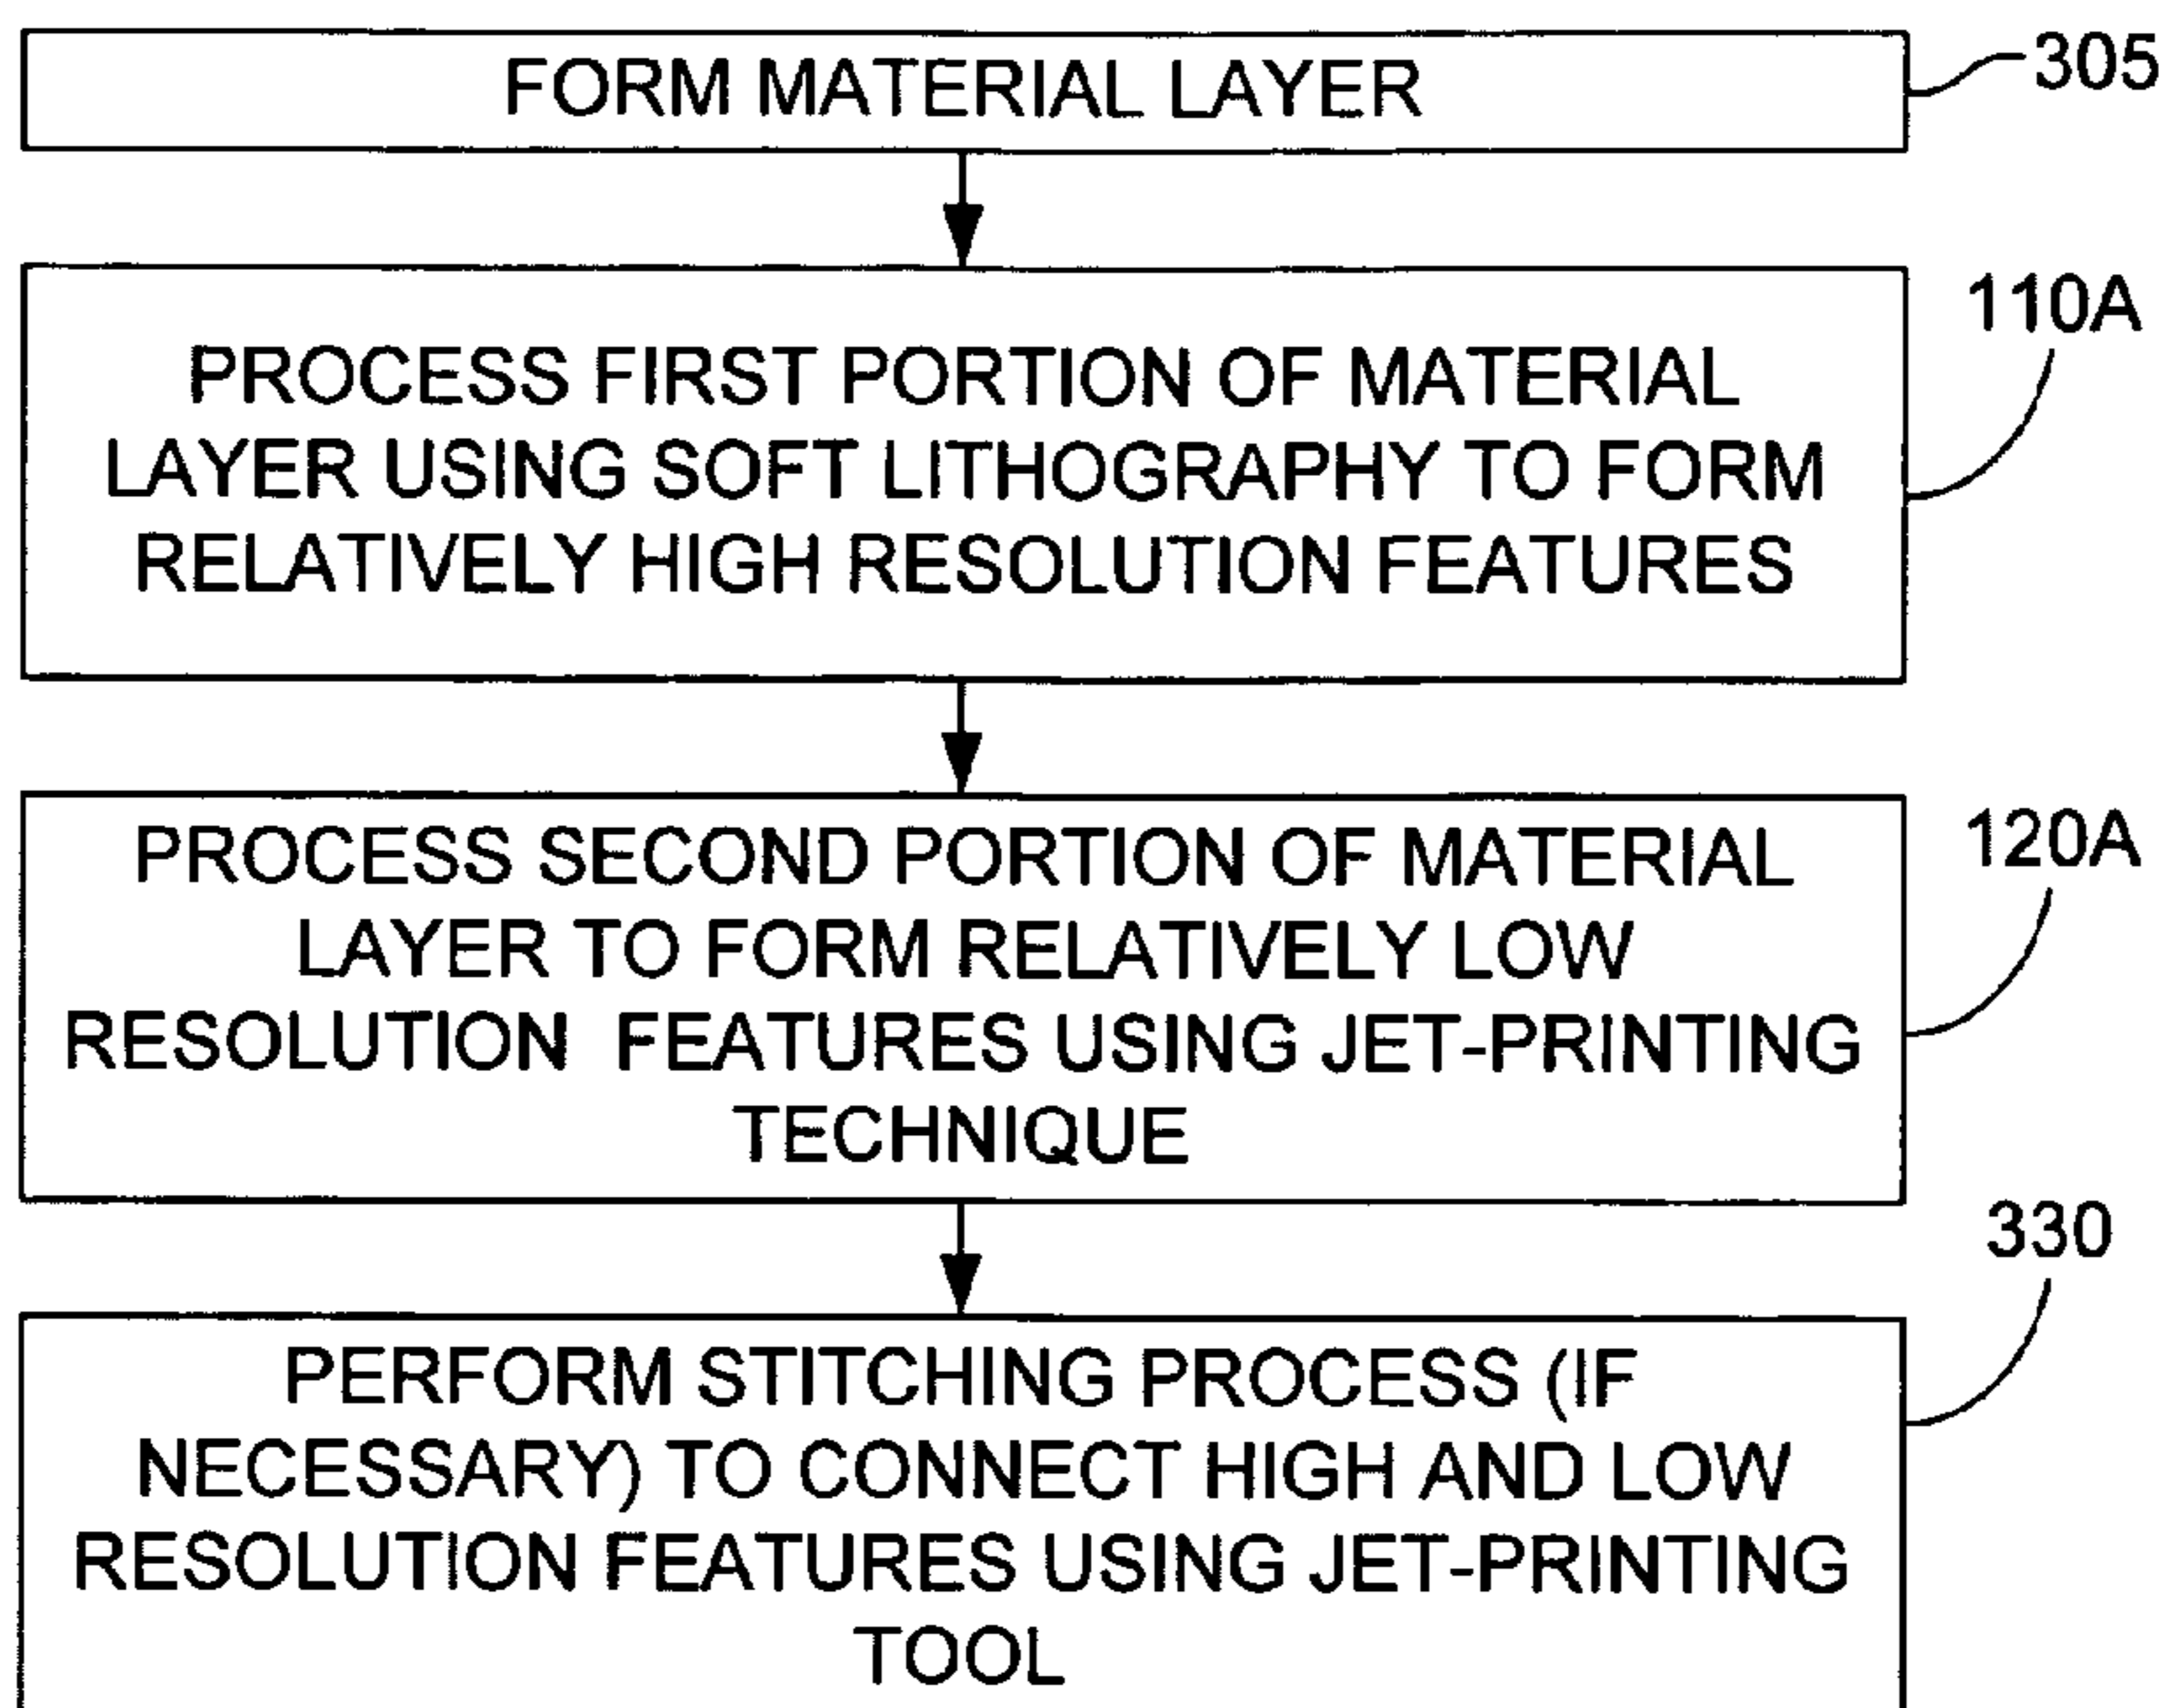 FORM MATERIAL LAYER
305
PROCESS FIRST PORTION OF MATERIAL
LAYER USING SOFT LITHOGRAPHY TO FORM
RELATIVELY HIGH RESOLUTION FEATURES
110A
PROCESS SECOND PORTION OF MATERIAL
LAYER TO FORM RELATIVELY LOW
RESOLUTION FEATURES USING JET-PRINTING
TECHNIQUE
120A
PERFORM STITCHING PROCESS (IF
NECESSARY) TO CONNECT HIGH AND LOW
RESOLUTION FEATURES USING JET-PRINTING
TOOL
330